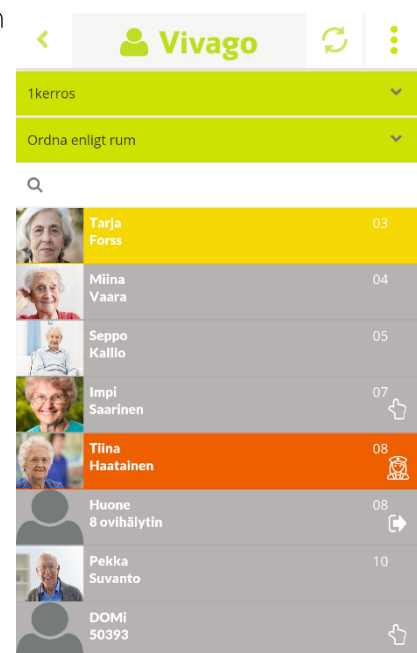 Vivago
1kerros
Ordna enligt rum
Tarja 03
Forss
Miina 04
Vaara
Seppo 05
Kallio
Impi 07
Saarinen
Tiina 08
Haatainen
Huone 08
8 ovihälytin
Pekka 10
Suvanto
DOMi
50393